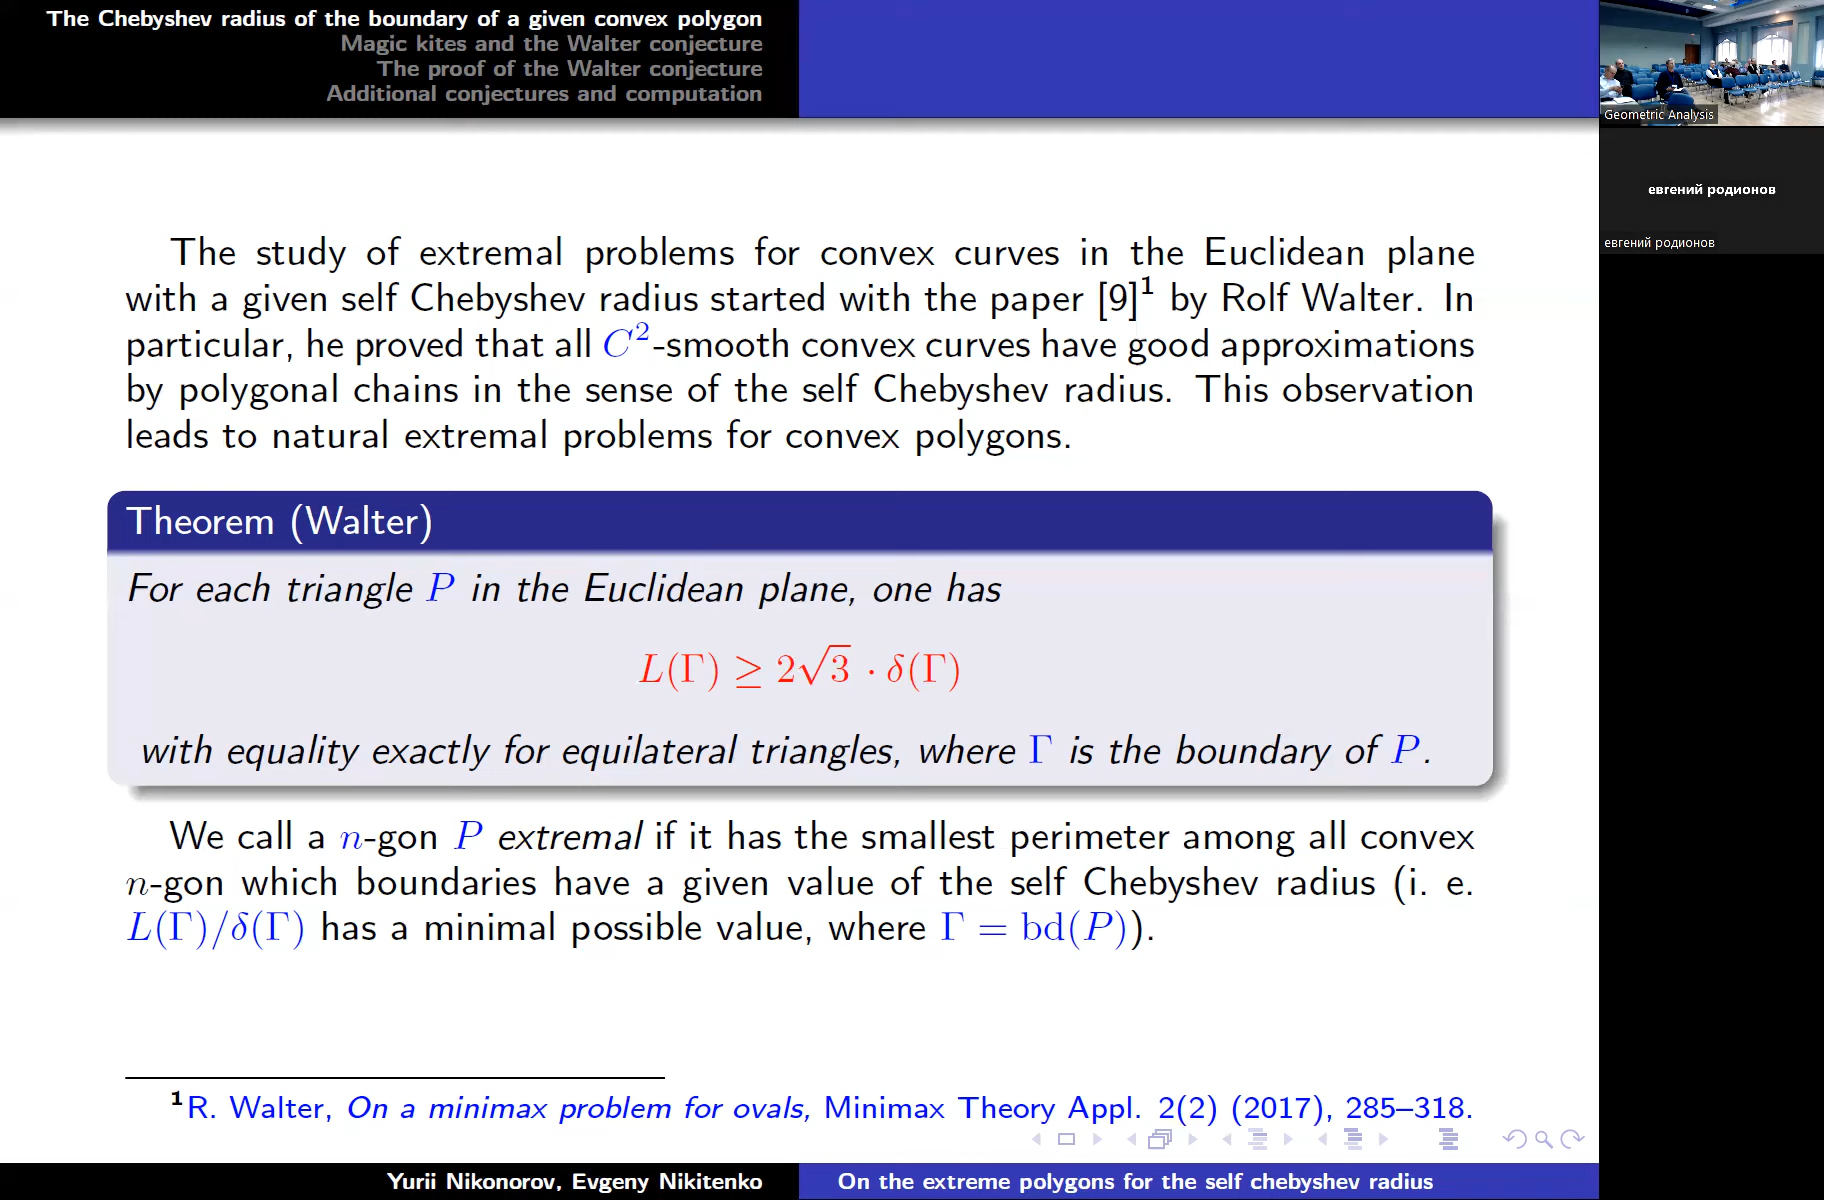 The Chebyshev radius of the boundary of a given convex polygon
Magic kites and the Walter conjecture
The proof of the Walter conjecture
Additional conjectures and computation
The study of extremal problems for convex curves in the Euclidean plane
with a given self Chebyshev radius started with the paper [9]¹ by Rolf Walter. In
particular, he proved that all C²-smooth convex curves have good approximations
by polygonal chains in the sense of the self Chebyshev radius. This observation
leads to natural extremal problems for convex polygons.
Theorem (Walter)
For each triangle P in the Euclidean plane, one has
L(Γ) ≥ 2√3 · δ(Γ)
with equality exactly for equilateral triangles, where Γ is the boundary of P.
We call a n-gon P extremal if it has the smallest perimeter among all convex
n-gon which boundaries have a given value of the self Chebyshev radius (i. e.
L(Γ)/δ(Γ) has a minimal possible value, where Γ = bd(P)).
¹R. Walter, On a minimax problem for ovals, Minimax Theory Appl. 2(2) (2017), 285–318.
Yurii Nikonorov, Evgeny Nikitenko
On the extreme polygons for the self chebyshev radius
Geometric Analysis
евгений родионов
евгений родионов